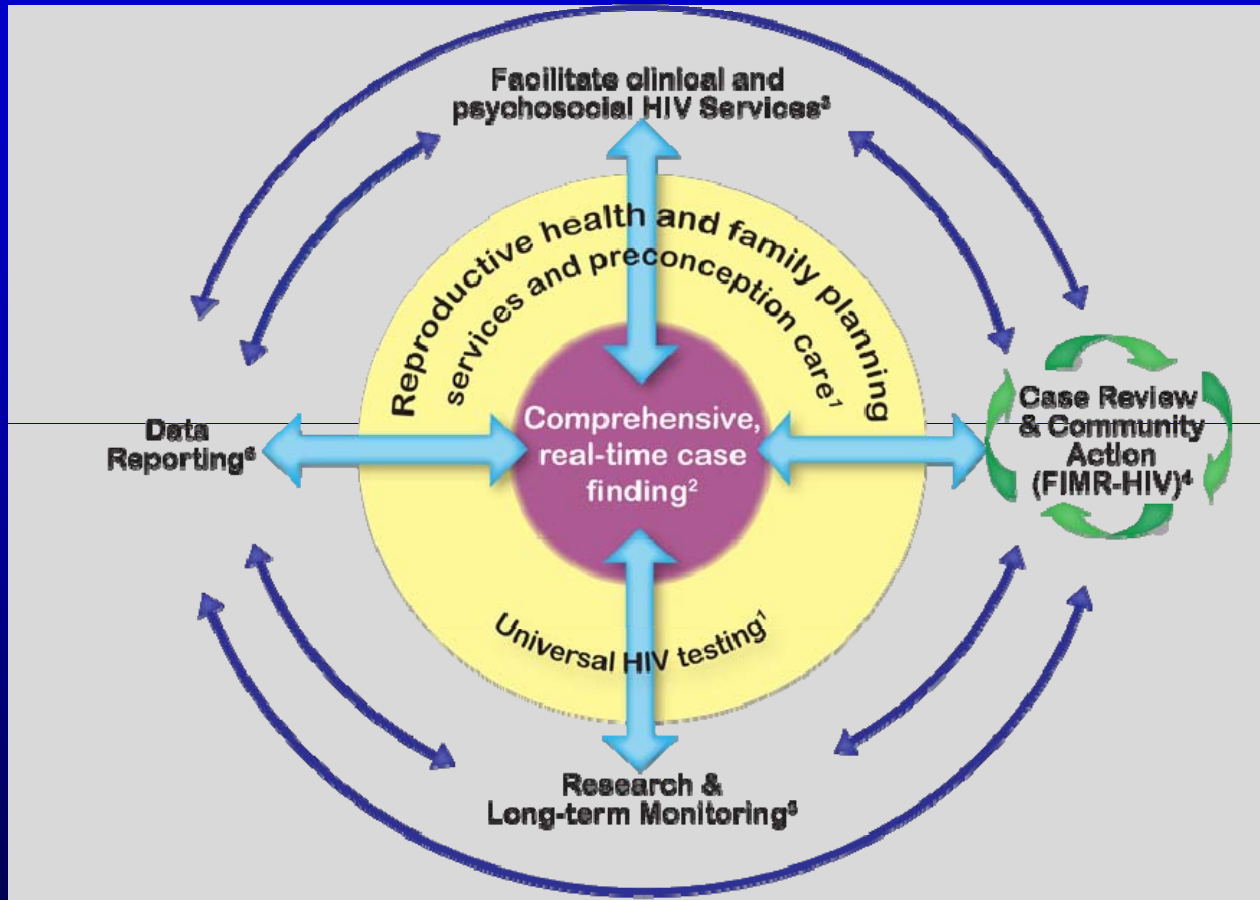 Facilitate clinical and
psychosocial HIV Services³
Reproductive health and family planning
services and preconception care¹
Comprehensive,
real-time case
finding²
Data
Reporting⁶
Case Review
& Community
Action
(FIMR-HIV)⁴
Universal HIV testing¹
Research &
Long-term Monitoring⁵